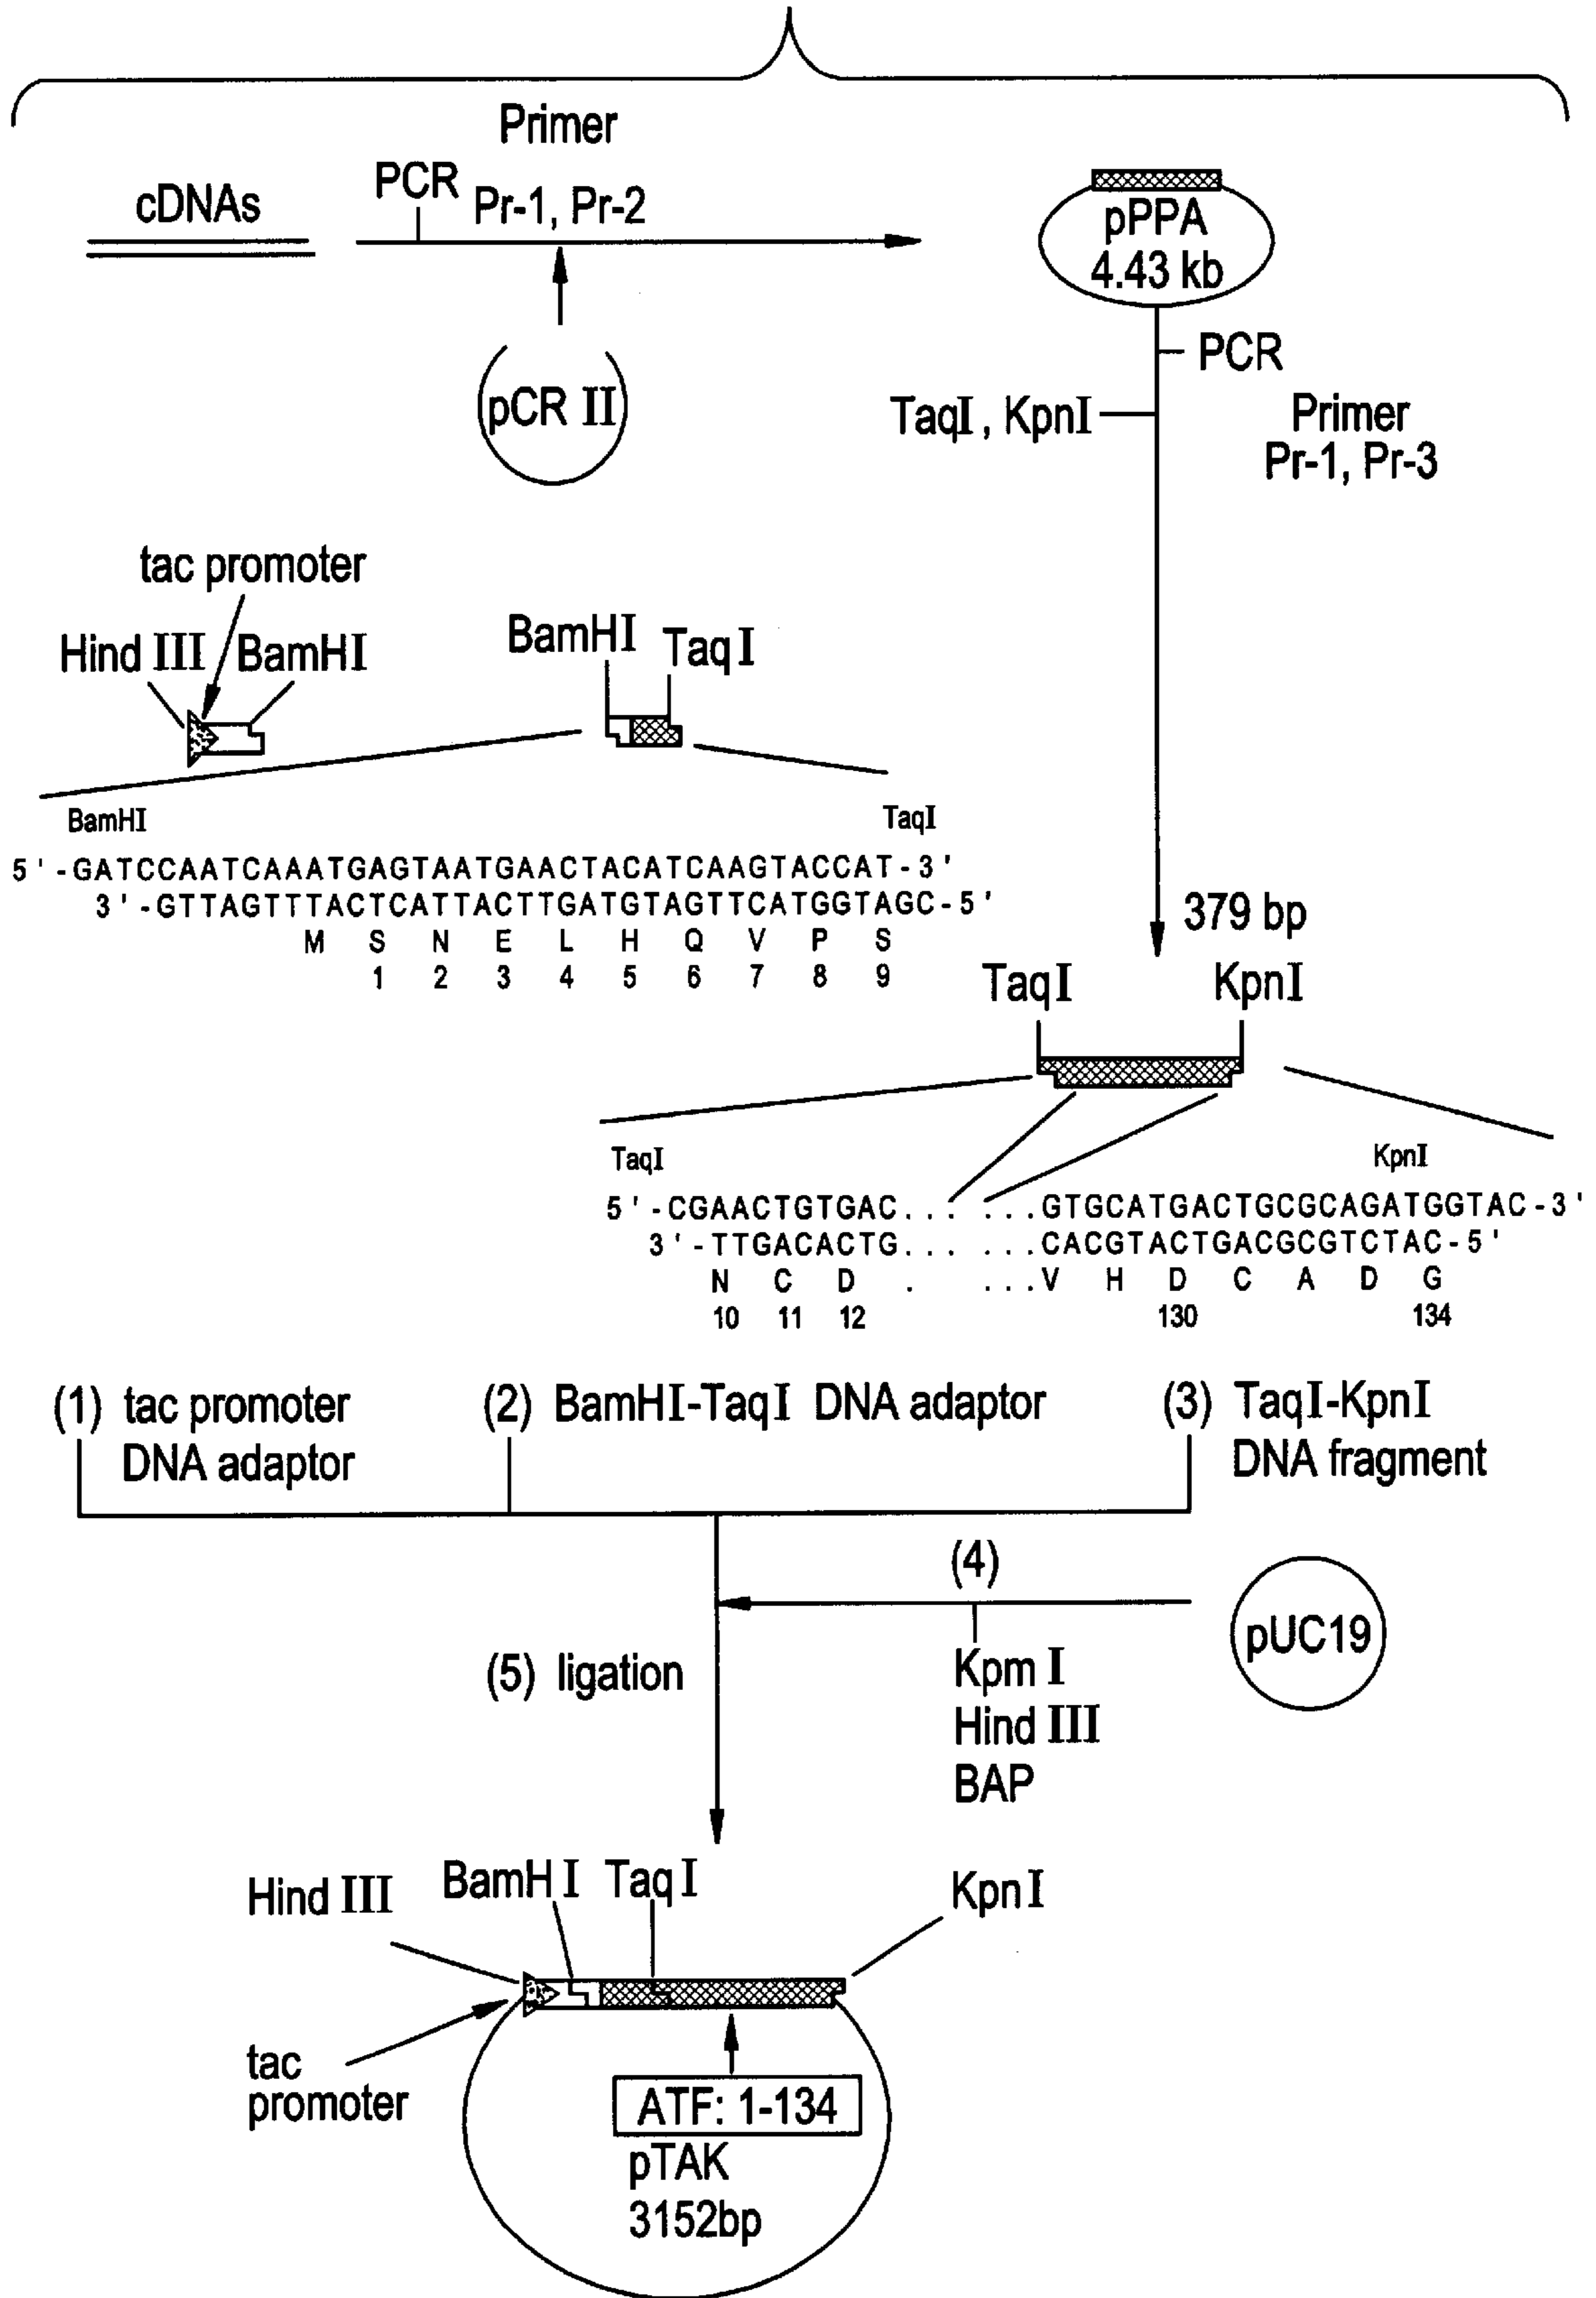 Primer
PCR
Pr-1, Pr-2
cDNAs
pCR II
pPPA
4.43 kb
PCR
TaqI, KpnI
Primer
Pr-1, Pr-3
tac promoter
Hind III
BamHI
BamHI
TaqI
BamHI
TaqI
5'-GATCCAATCAAATGAGTAATGAACTACATCAAGTACCAT-3'
3'-GTTAGTTTACTCATTACTTGATGTAGTTCATGGTAGC-5'
M S N E L H Q V P S
1 2 3 4 5 6 7 8 9
379 bp
TaqI
KpnI
TaqI
KpnI
5'-CGAACTGTGAC... ...GTGCATGACTGCGCAGATGGTAC-3'
3'-TTGACACTG... ...CACGTACTGACGCGTCTAC-5'
N C D . ...V H D C A D G
10 11 12 130 134
(1) tac promoter
DNA adaptor
(2) BamHI-TaqI DNA adaptor
(3) TaqI-KpnI
DNA fragment
(4)
pUC19
Kpm I
Hind III
BAP
(5) ligation
Hind III
BamH I
Taq I
Kpn I
tac
promoter
ATF: 1-134
pTAK
3152bp